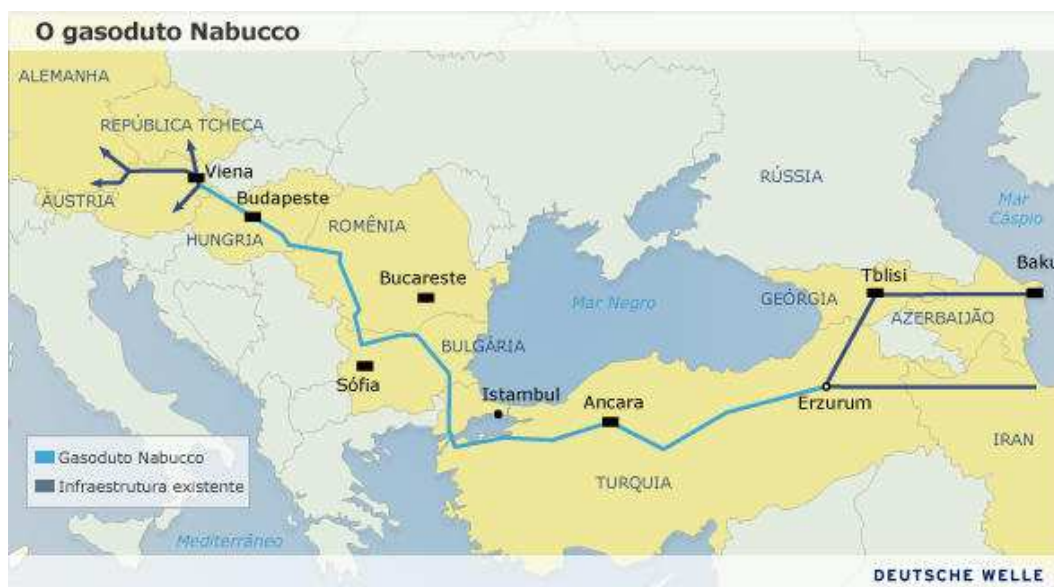 O gasoduto Nabucco
ALEMANHA
REPÚBLICA TCHECA
Viena
ÁUSTRIA
Budapeste
HUNGRIA
ROMÊNIA
Bucareste
RÚSSIA
Mar
Cáspio
Mar Negro
Tblisi
Baku
GEÓRGIA
AZERBAIJÃO
BULGÁRIA
Sófia
Istambul
Ancara
Erzurum
IRAN
TURQUIA
Gasoduto Nabucco
Infraestrutura existente
Mediterrâneo
DEUTSCHE WELLE